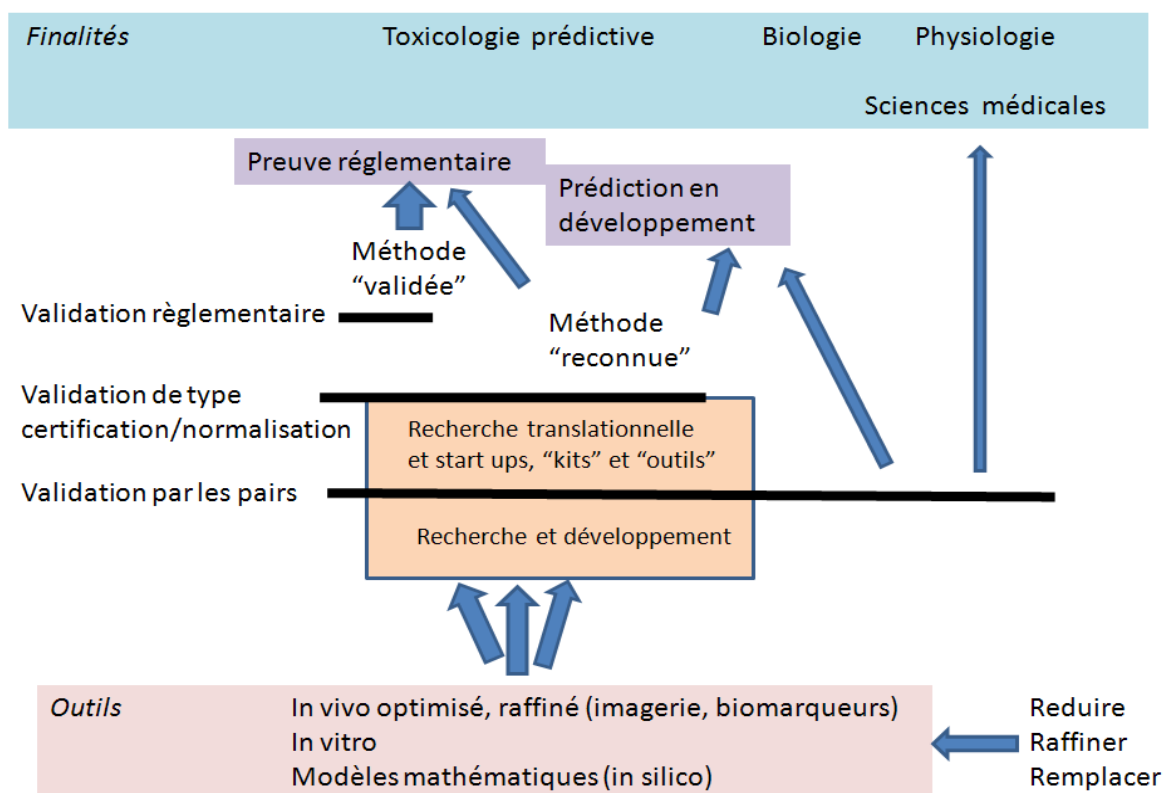 Finalités
Toxicologie prédictive
Biologie
Physiologie
Sciences médicales
Preuve réglementaire
Prédiction en
développement
Méthode
“validée”
Validation règlementaire
Méthode
“reconnue”
Validation de type
certification/normalisation
Recherche translationnelle
et start ups, “kits” et “outils”
Validation par les pairs
Recherche et développement
Outils
In vivo optimisé, raffiné (imagerie, biomarqueurs)
In vitro
Modèles mathématiques (in silico)
Reduire
Raffiner
Remplacer